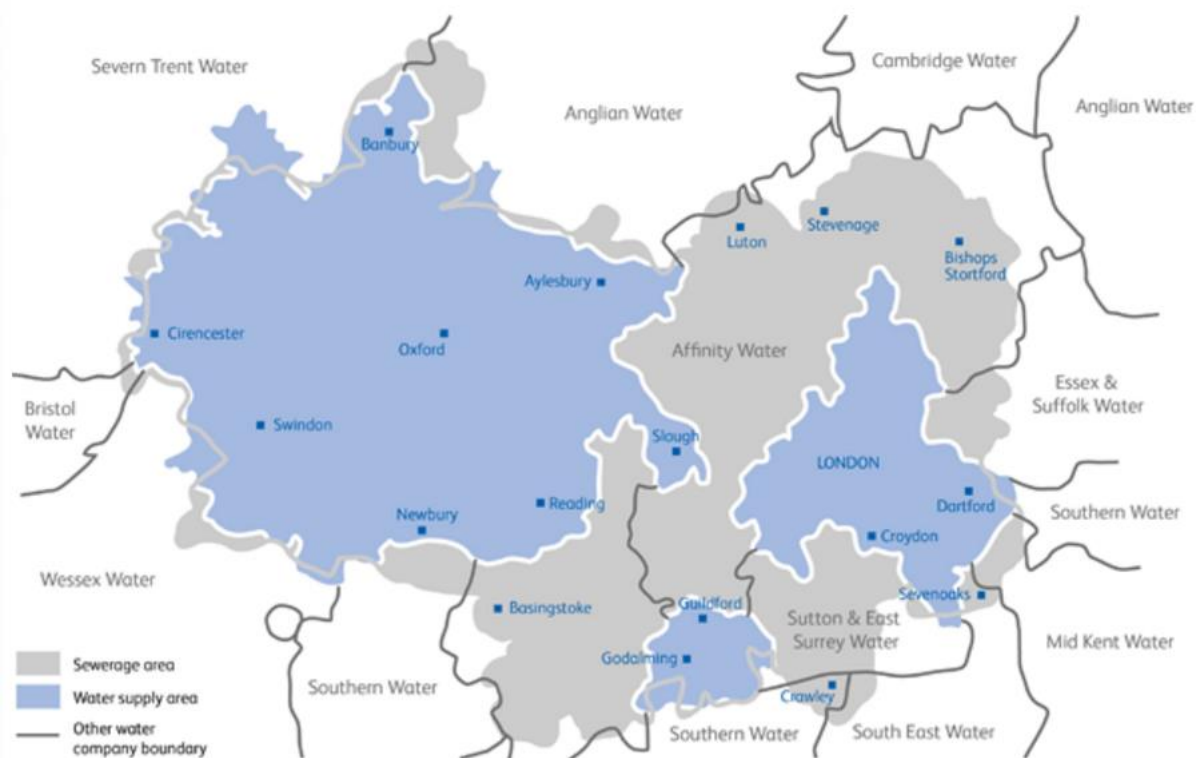 Severn Trent Water
Cambridge Water
Anglian Water
Anglian Water
Banbury
Luton
Stevenage
Bishops
Stortford
Aylesbury
Cirencester
Oxford
Affinity Water
Bristol
Water
Essex &
Suffolk Water
Swindon
Slough
LONDON
Reading
Newbury
Dartford
Southern Water
Croydon
Wessex Water
Basingstoke
Guildford
Sevenoaks
Sutton & East
Surrey Water
Mid Kent Water
Godalming
Southern Water
Crawley
Southern Water
South East Water
Sewerage area
Water supply area
Other water
company boundary